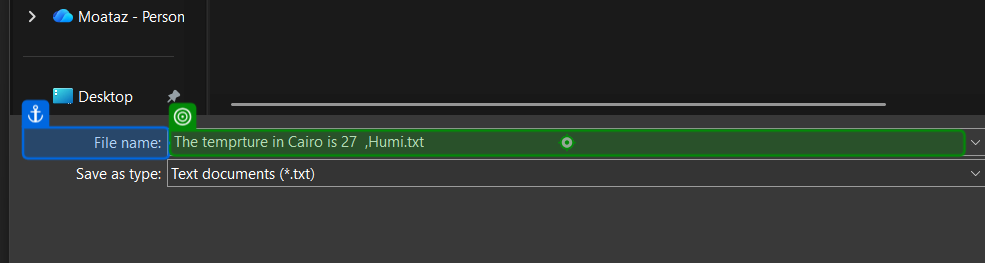 Moataz - Person
Desktop
File name: The temprture in Cairo is 27  ,Humi.txt
Save as type: Text documents (*.txt)